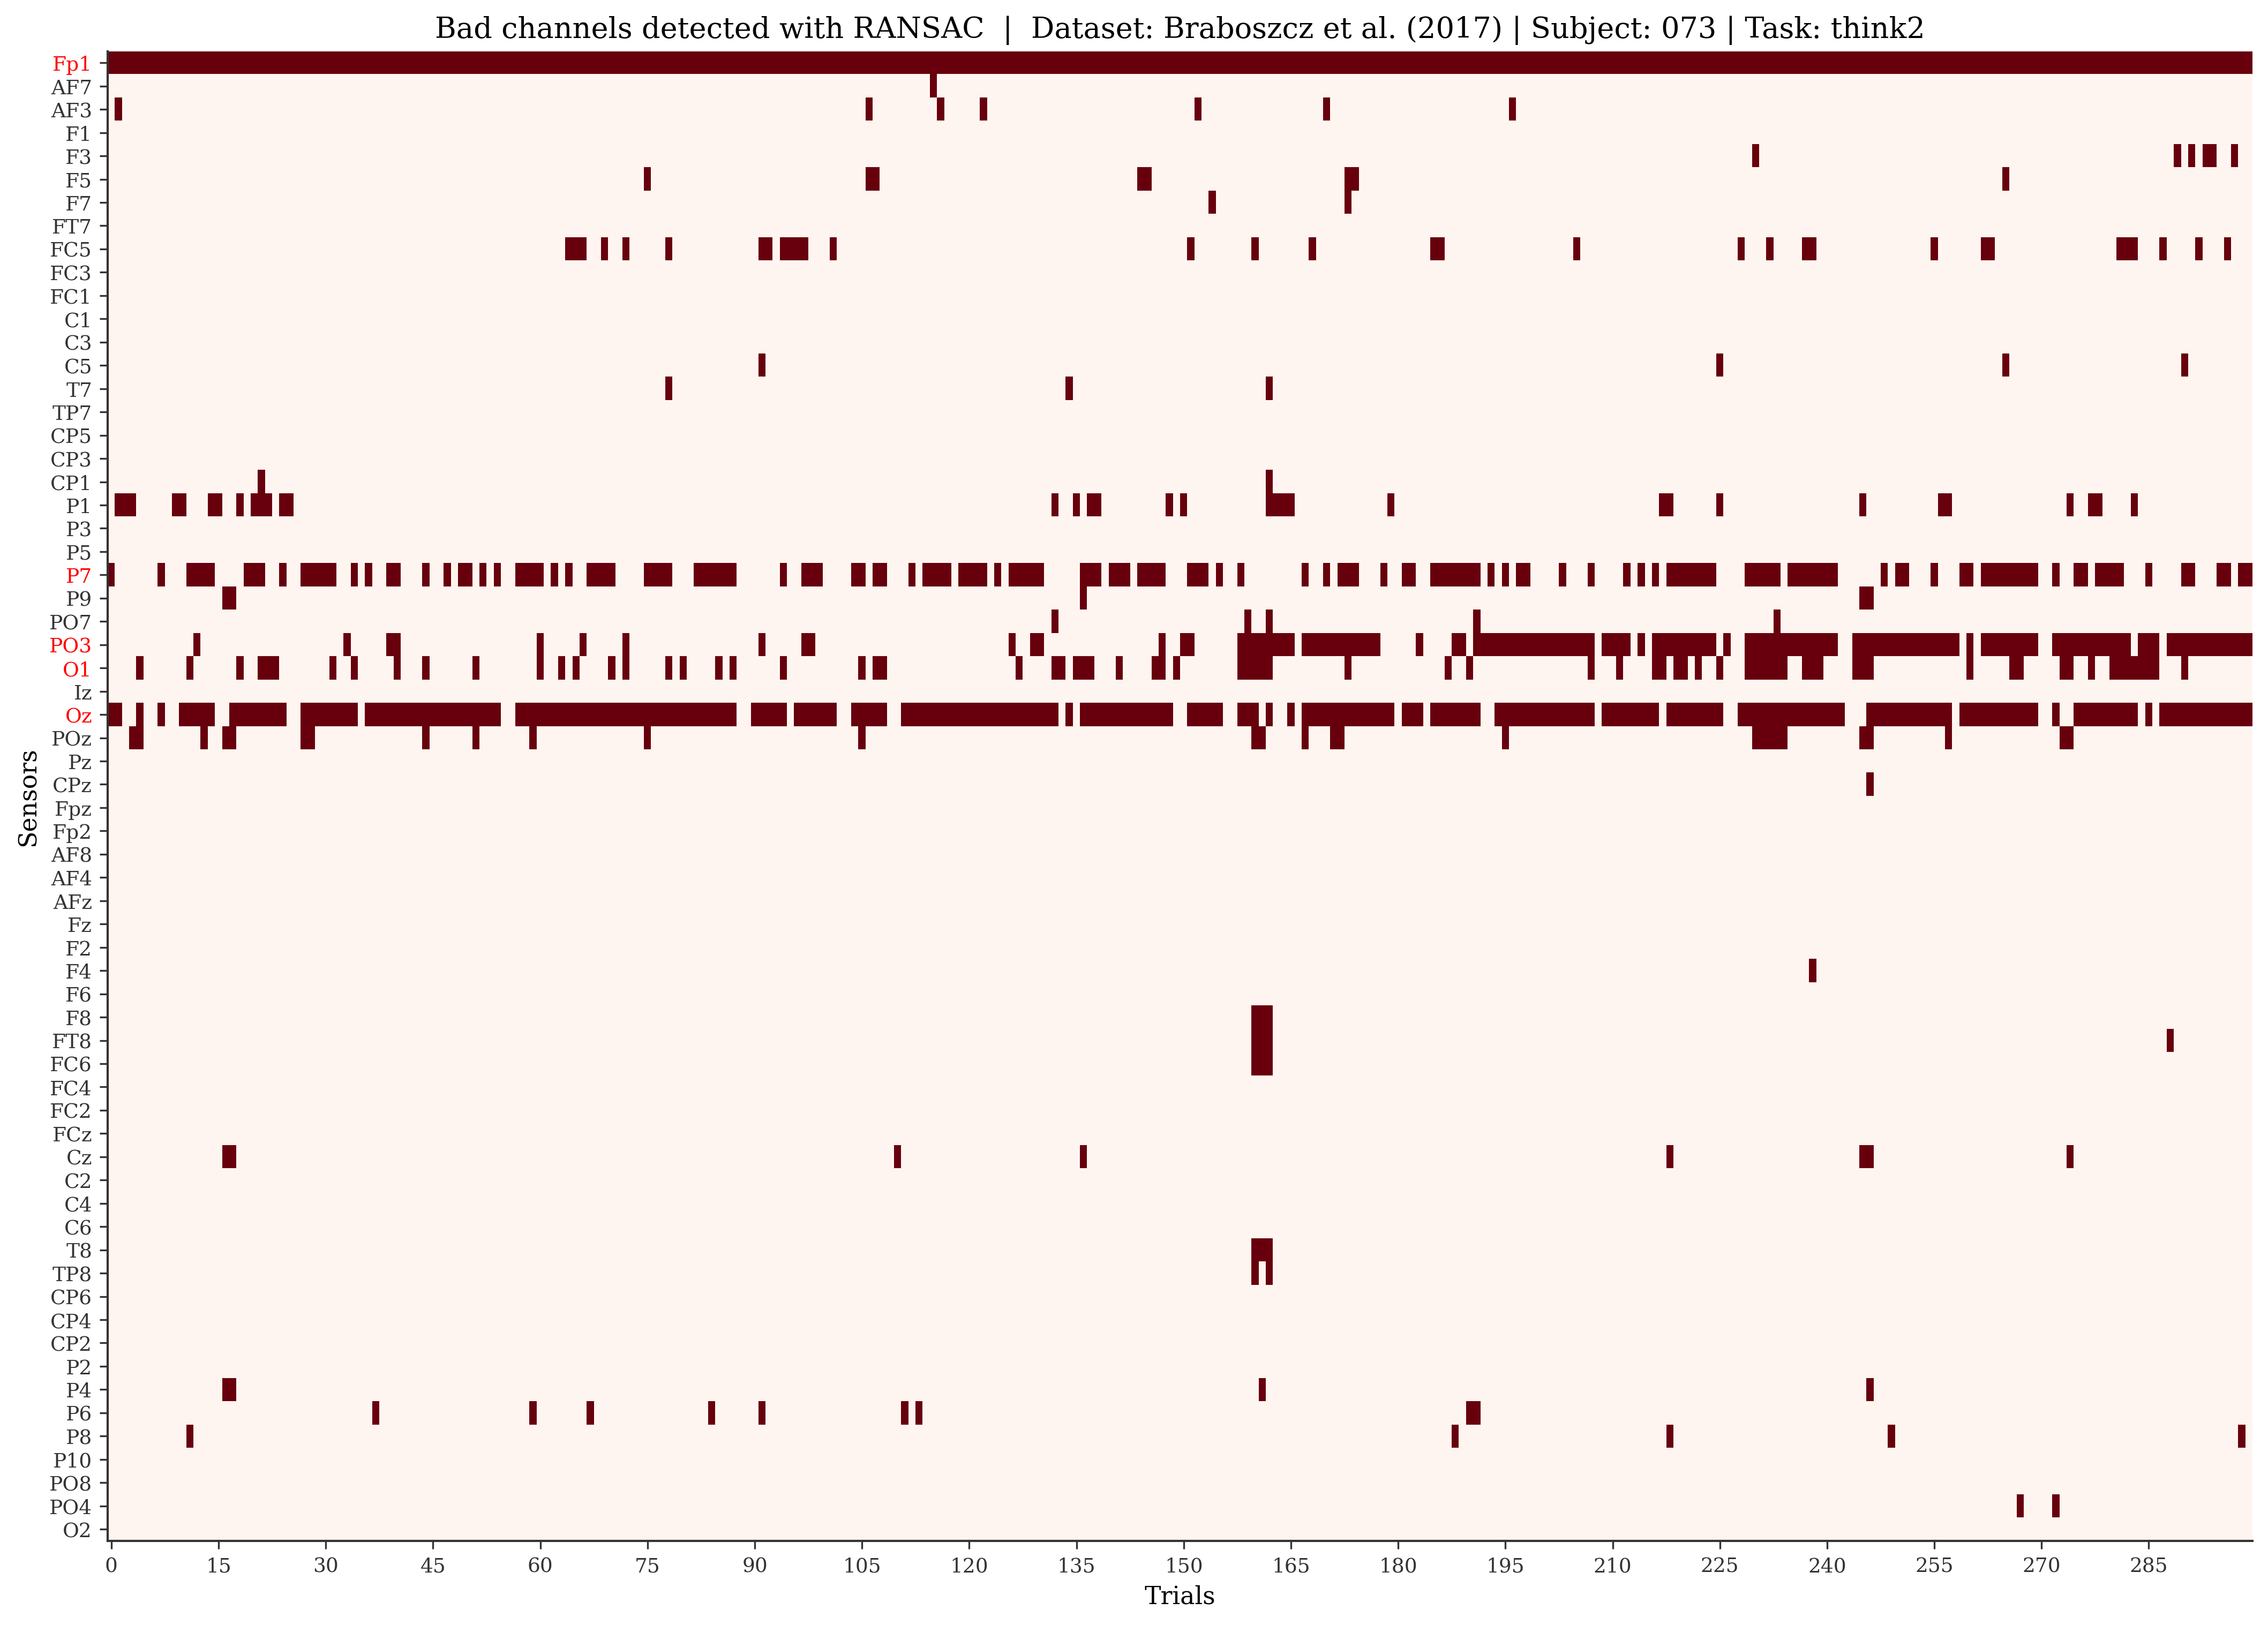 Bad channels detected with RANSAC | Dataset: Braboszcz et al. (2017) | Subject: 073 | Task: think2
Fp1
AF7
AF3
F1
F3
F5
F7
FT7
FC5
FC3
FC1
C1
C3
C5
T7
TP7
CP5
CP3
CP1
P1
P3
P5
P7
P9
PO7
PO3
O1
Iz
Oz
POz
Pz
CPz
Fpz
Fp2
AF8
AF4
AFz
Fz
F2
F4
F6
F8
FT8
FC6
FC4
FC2
FCz
Cz
C2
C4
C6
T8
TP8
CP6
CP4
CP2
P2
P4
P6
P8
P10
PO8
PO4
O2
Sensors
0 15 30 45 60 75 90 105 120 135 150 165 180 195 210 225 240 255 270 285
Trials